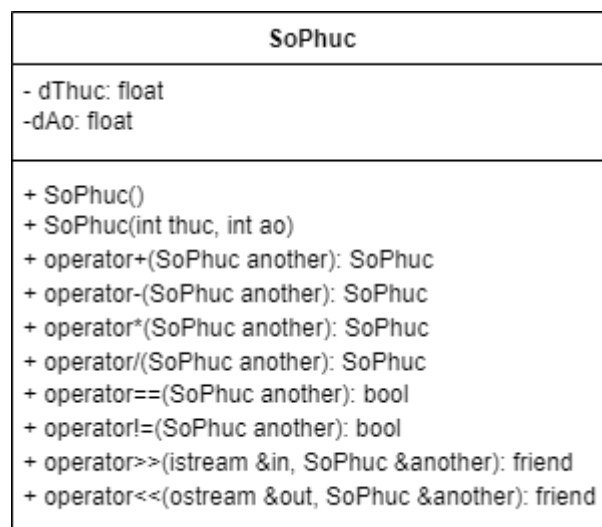 SoPhuc
- dThuc: float
-dAo: float
+ SoPhuc()
+ SoPhuc(int thuc, int ao)
+ operator+(SoPhuc another): SoPhuc
+ operator-(SoPhuc another): SoPhuc
+ operator*(SoPhuc another): SoPhuc
+ operator/(SoPhuc another): SoPhuc
+ operator==(SoPhuc another): bool
+ operator!=(SoPhuc another): bool
+ operator>>(istream &in, SoPhuc &another): friend
+ operator<<(ostream &out, SoPhuc &another): friend